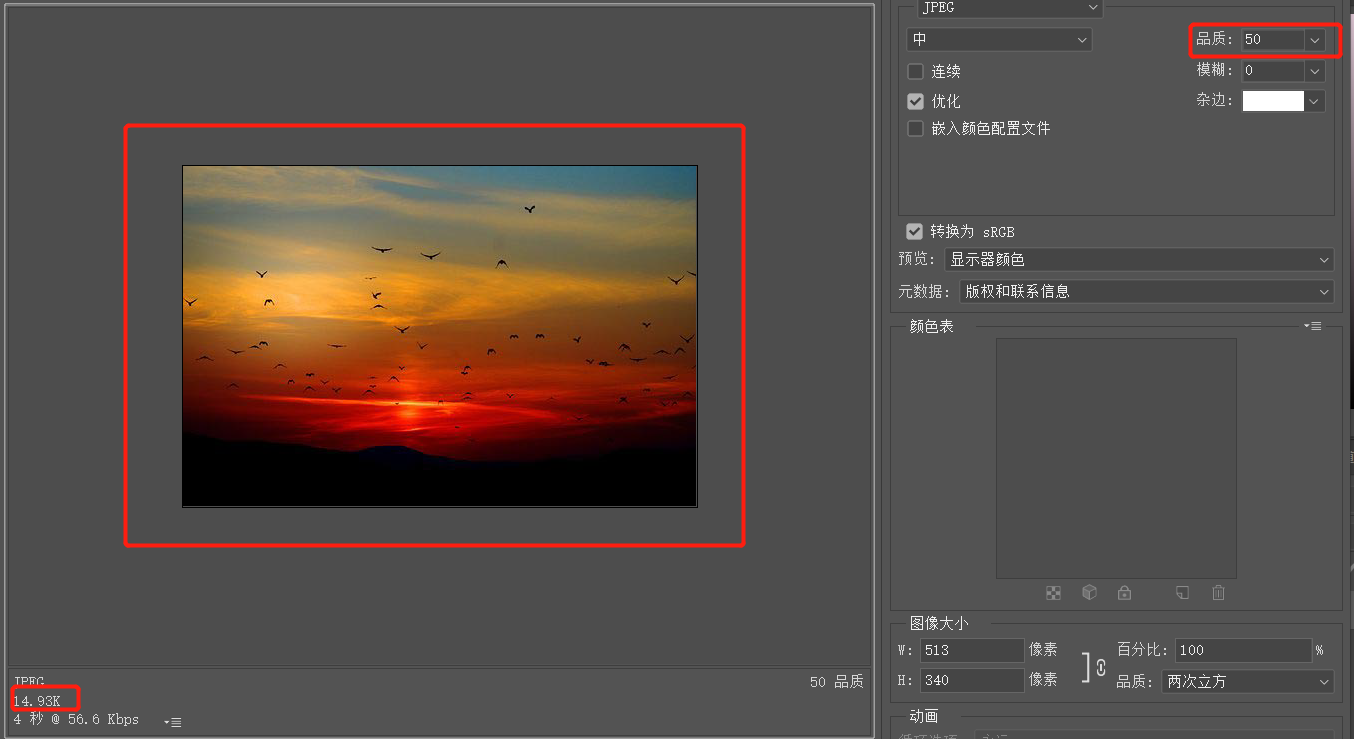 JPEG
中
品质: 50
连续
模糊: 0
优化
杂边:
嵌入颜色配置文件
转换为 sRGB
预览: 显示器颜色
元数据: 版权和联系信息
颜色表
图像大小
W: 513 像素
百分比: 100 %
H: 340 像素
品质: 两次立方
动画
JPEG
50 品质
14.93K
4 秒 @ 56.6 Kbps